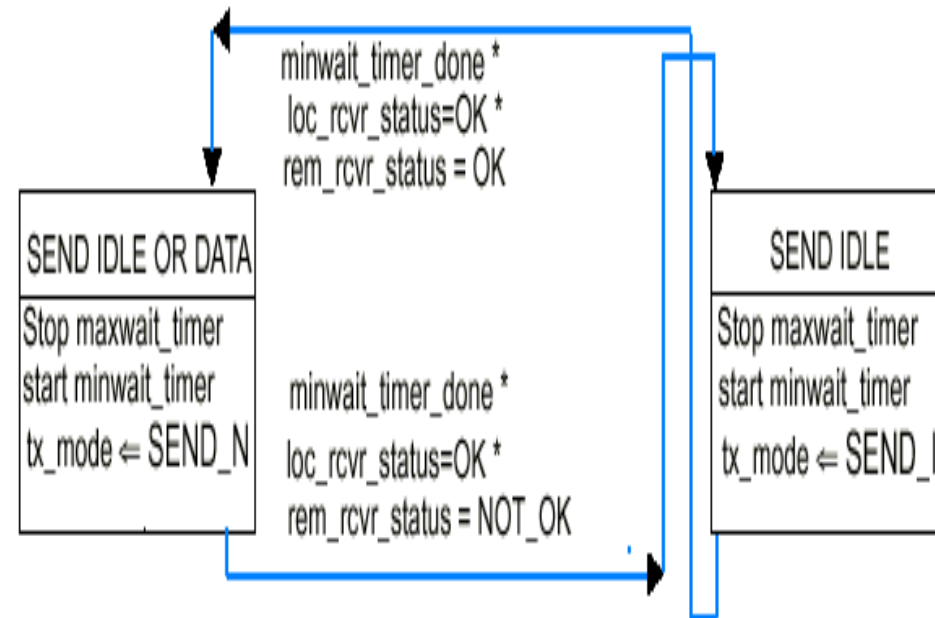 minwait_timer_done *
loc_rcvr_status=OK *
rem_rcvr_status = OK
SEND IDLE OR DATA
Stop maxwait_timer
start minwait_timer
tx_mode ⇐ SEND_N
minwait_timer_done *
loc_rcvr_status=OK *
rem_rcvr_status = NOT_OK
SEND IDLE
Stop maxwait_timer
start minwait_timer
tx_mode ⇐